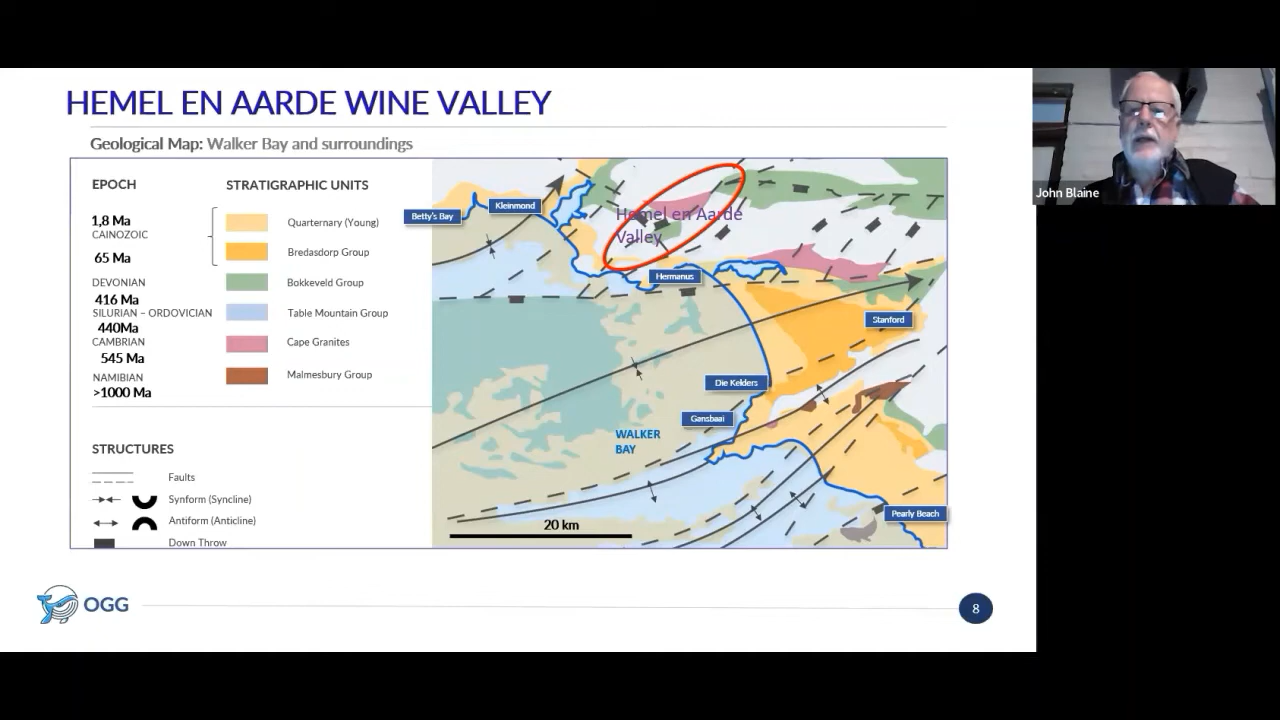 HEMEL EN AARDE WINE VALLEY
Geological Map: Walker Bay and surroundings
EPOCH
1,8 Ma
CAINOZOIC
65 Ma
DEVONIAN
416 Ma
SILURIAN – ORDOVICIAN
440Ma
CAMBRIAN
545 Ma
NAMIBIAN
>1000 Ma
STRATIGRAPHIC UNITS
Quarternary (Young)
Bredasdorp Group
Bokkeveld Group
Table Mountain Group
Cape Granites
Malmesbury Group
STRUCTURES
Faults
Synform (Syncline)
Antiform (Anticline)
Down Throw
Betty's Bay
Kleinmond
Hemel en Aarde
Valley
Hermanus
Stanford
Die Kelders
Gansbaai
WALKER
BAY
Pearly Beach
20 km
OGG
8
John Blaine